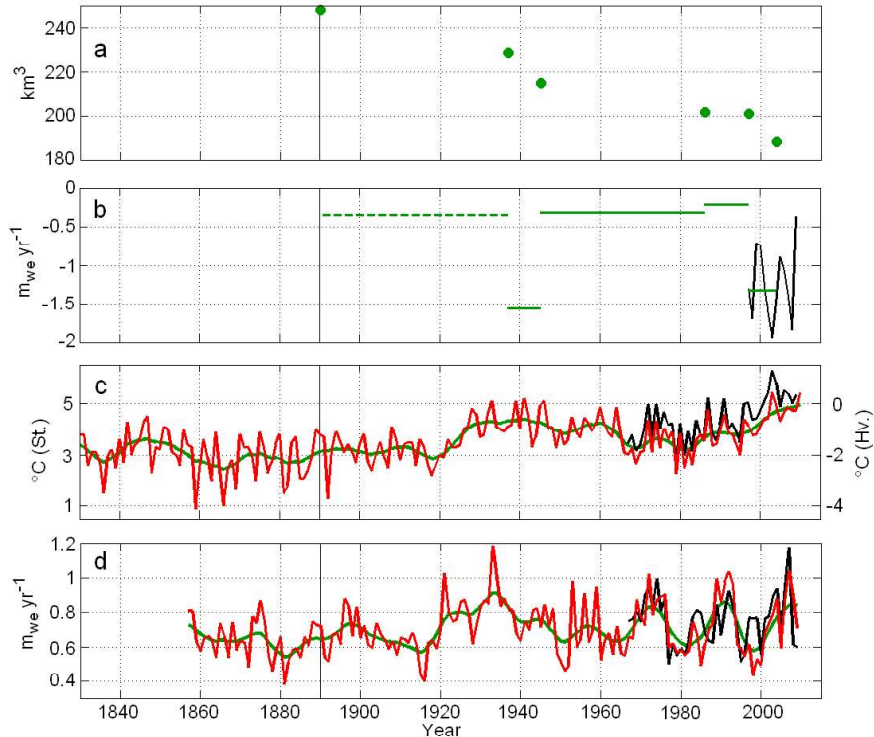 a
km³
240
220
200
180
b
m_we yr⁻¹
0
-0.5
-1
-1.5
-2
c
°C (St.)
5
3
1
0
-2
-4
°C (Hv.)
d
m_we yr⁻¹
1.2
1
0.8
0.6
0.4
1840 1860 1880 1900 1920 1940 1960 1980 2000
Year